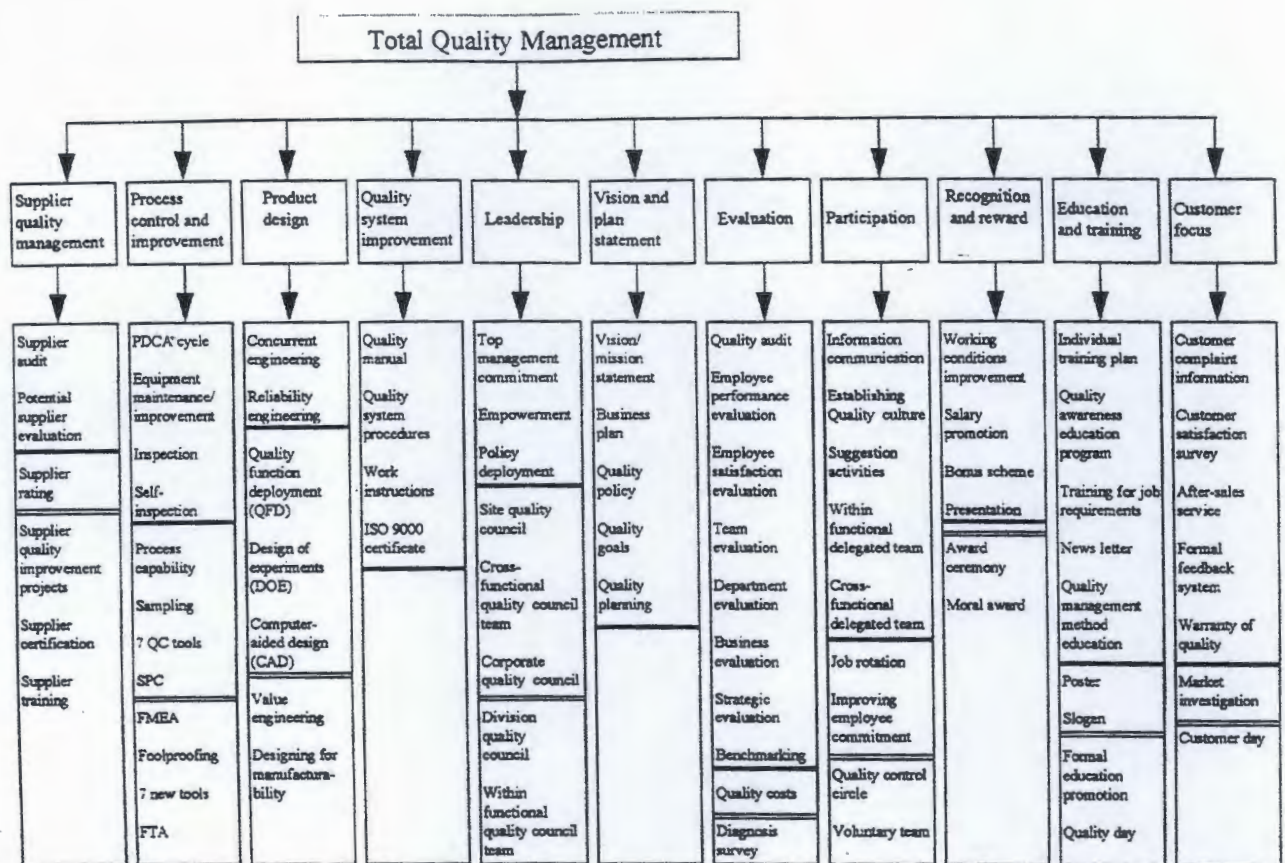 Total Quality Management
Supplier
quality
management
Process
control and
improvement
Product
design
Quality
system
improvement
Leadership
Vision and
plan
statement
Evaluation
Participation
Recognition
and reward
Education
and training
Customer
focus
Supplier
audit
Potential
supplier
evaluation
Supplier
rating
Supplier
quality
improvement
projects
Supplier
certification
Supplier
training
PDCA* cycle
Equipment
maintenance/
improvement
Inspection
Self-
inspection
Process
capability
Sampling
7 QC tools
SPC
FMEA
Foolproofing
7 new tools
FTA
Concurrent
engineering
Reliability
engineering
Quality
function
deployment
(QFD)
Design of
experiments
(DOE)
Computer-
aided design
(CAD)
Value
engineering
Designing for
manufactura-
bility
Quality
manual
Quality
system
procedures
Work
instructions
ISO 9000
certificate
Top
management
commitment
Empowerment
Policy
deployment
Site quality
council
Cross-
functional
quality council
team
Corporate
quality council
Division
quality
council
Within
functional
quality council
team
Vision/
mission
statement
Business
plan
Quality
policy
Quality
goals
Quality
planning
Quality audit
Employee
performance
evaluation
Employee
satisfaction
evaluation
Team
evaluation
Department
evaluation
Business
evaluation
Strategic
evaluation
Benchmarking
Quality costs
Diagnosis
survey
Information
communication
Establishing
Quality culture
Suggestion
activities
Within
functional
delegated team
Cross-
functional
delegated team
Job rotation
Improving
employee
commitment
Quality control
circle
Voluntary team
Working
conditions
improvement
Salary
promotion
Bonus scheme
Presentation
Award
ceremony
Moral award
Individual
training plan
Quality
awareness
education
program
Training for job
requirements
News letter
Quality
management
method
education
Poster
Slogan
Formal
education
promotion
Quality day
Customer
complaint
information
Customer
satisfaction
survey
After-sales
service
Formal
feedback
system
Warranty of
quality
Market
investigation
Customer day